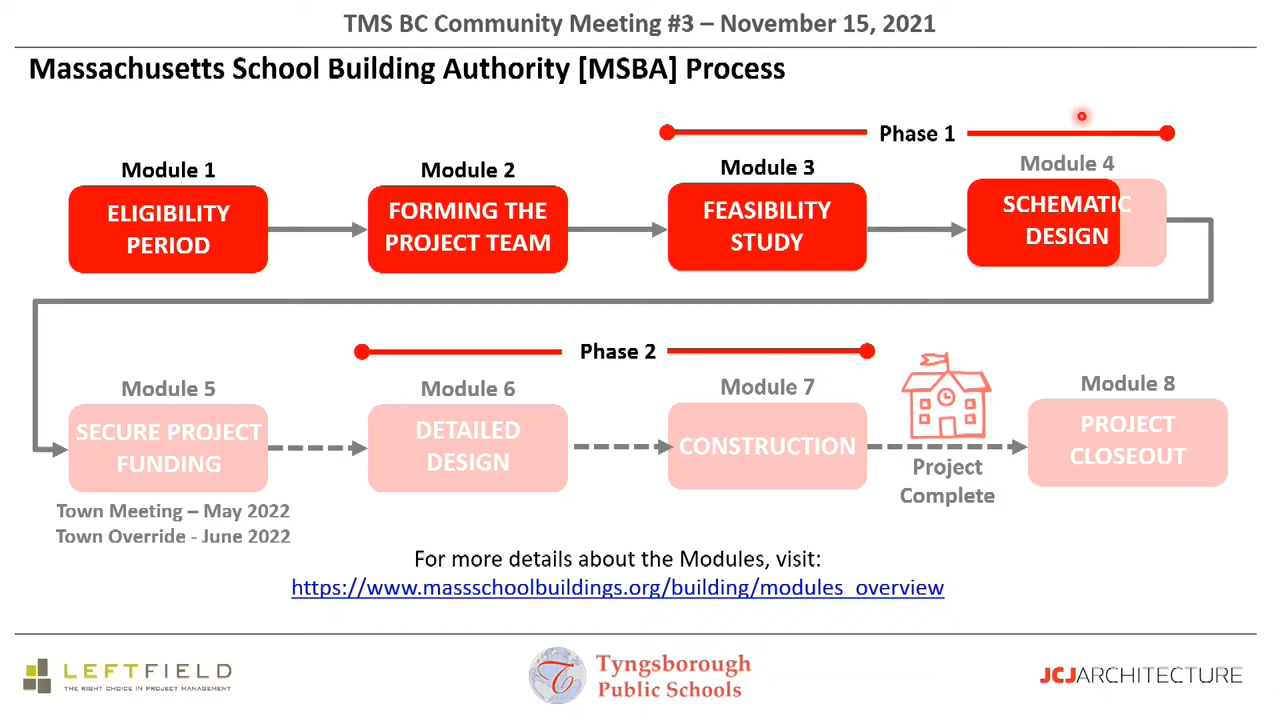 TMS BC Community Meeting #3 – November 15, 2021
Massachusetts School Building Authority [MSBA] Process
Phase 1
Module 1
Module 2
Module 3
Module 4
ELIGIBILITY
PERIOD
FORMING THE
PROJECT TEAM
FEASIBILITY
STUDY
SCHEMATIC
DESIGN
Phase 2
Module 5
Module 6
Module 7
Module 8
SECURE PROJECT
FUNDING
DETAILED
DESIGN
CONSTRUCTION
Project
Complete
PROJECT
CLOSEOUT
Town Meeting – May 2022
Town Override - June 2022
For more details about the Modules, visit:
https://www.massschoolbuildings.org/building/modules_overview
LEFTFIELD
THE RIGHT CHOICE IN PROJECT MANAGEMENT
T
Tyngsborough
Public Schools
JCJARCHITECTURE